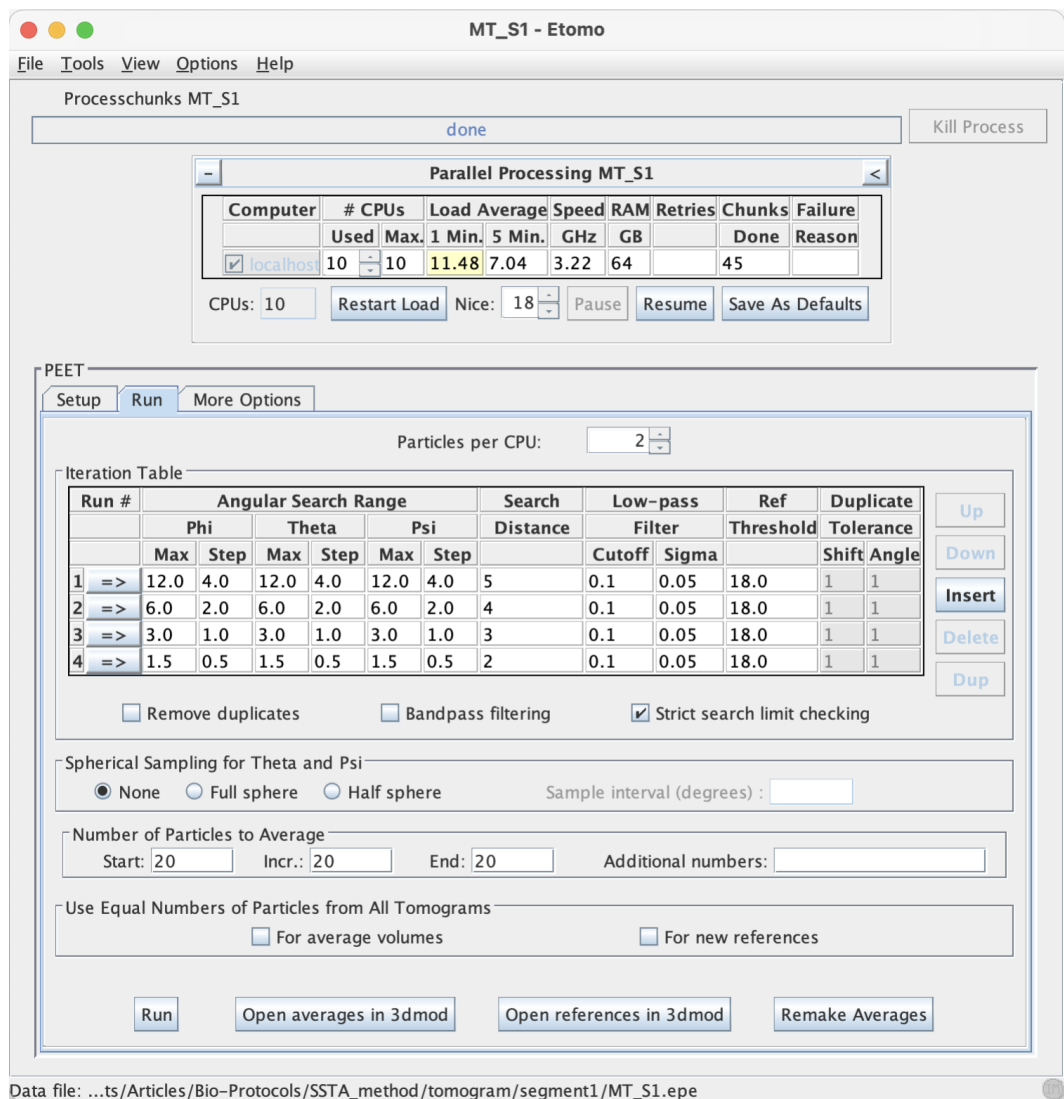 MT_S1 - Etomo
File Tools View Options Help
Processchunks MT_S1
done
Kill Process
- Parallel Processing MT_S1 <
Computer # CPUs Load Average Speed RAM Retries Chunks Failure
Used Max. 1 Min. 5 Min. GHz GB Done Reason
localhost 10 10 11.48 7.04 3.22 64 45
CPUs: 10 Restart Load Nice: 18 Pause Resume Save As Defaults
PEET
Setup Run More Options
Particles per CPU: 2
Iteration Table
Run # Angular Search Range Search Low-pass Ref Duplicate
Phi Theta Psi Distance Filter Threshold Tolerance
Max Step Max Step Max Step Cutoff Sigma Shift Angle
1 => 12.0 4.0 12.0 4.0 12.0 4.0 5 0.1 0.05 18.0 1 1
2 => 6.0 2.0 6.0 2.0 6.0 2.0 4 0.1 0.05 18.0 1 1
3 => 3.0 1.0 3.0 1.0 3.0 1.0 3 0.1 0.05 18.0 1 1
4 => 1.5 0.5 1.5 0.5 1.5 0.5 2 0.1 0.05 18.0 1 1
Up
Down
Insert
Delete
Dup
Remove duplicates Bandpass filtering Strict search limit checking
Spherical Sampling for Theta and Psi
None Full sphere Half sphere Sample interval (degrees) :
Number of Particles to Average
Start: 20 Incr.: 20 End: 20 Additional numbers:
Use Equal Numbers of Particles from All Tomograms
For average volumes For new references
Run Open averages in 3dmod Open references in 3dmod Remake Averages
Data file: ...ts/Articles/Bio-Protocols/SSTA_method/tomogram/segment1/MT_S1.epe